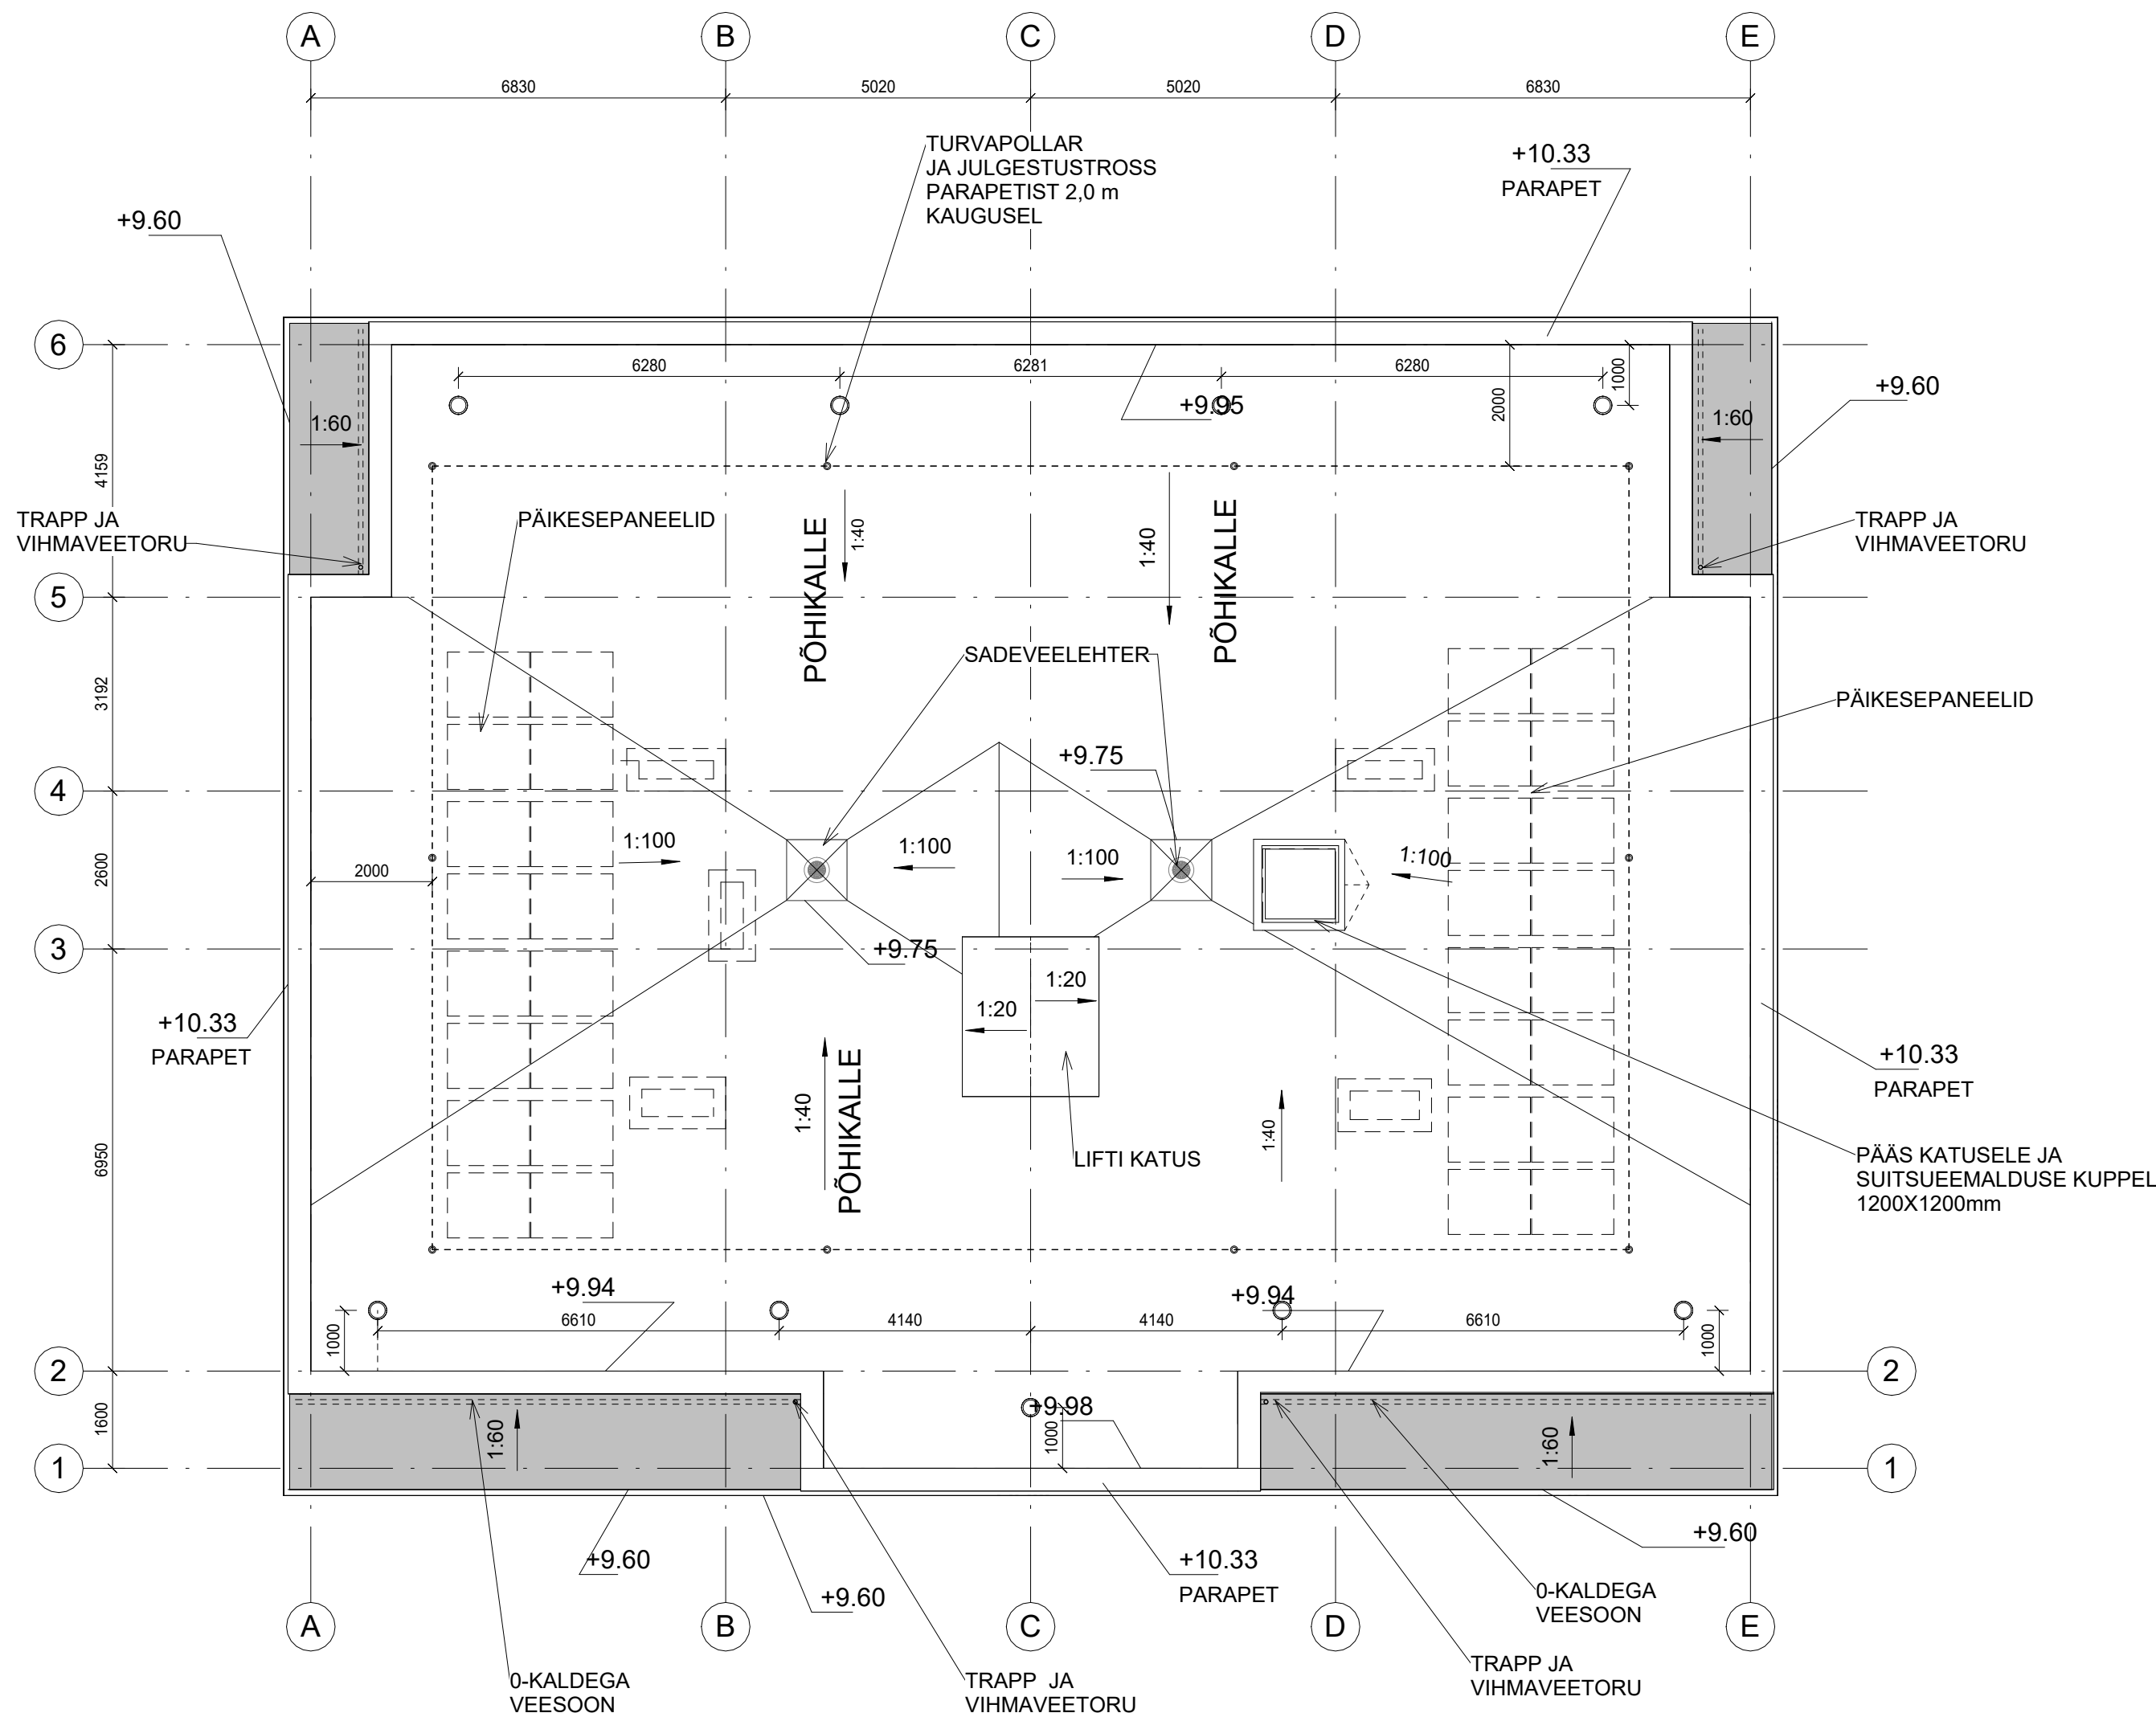 A
B
C
D
E
6830
5020
5020
6830
TURVAPOLLAR
JA JULGESTUSTROSS
PARAPETIST 2,0 m
KAUGUSEL
+10.33
PARAPET
+9.60
6
6280
6281
6280
1000
2000
+9.95
+9.60
1:60
1:60
4159
TRAPP JA
VIHMAVEETORU
PÄIKESEPANEELID
PÕHIKALLE
1:40
1:40
PÕHIKALLE
TRAPP JA
VIHMAVEETORU
5
SADEVEELEHTER
3192
PÄIKESEPANEELID
+9.75
4
1:100
1:100
1:100
1:100
2600
2000
3
+9.75
1:20
1:20
+10.33
PARAPET
+10.33
PARAPET
6950
1:40
PÕHIKALLE
1:40
LIFTI KATUS
PÄÄS KATUSELE JA
SUITSUEEMALDUSE KUPPEL
1200X1200mm
+9.94
+9.94
1000
6610
4140
4140
6610
1000
2
2
1600
+9.98
1000
1:60
1:60
1
1
+9.60
+9.60
+10.33
PARAPET
+9.60
0-KALDEGA
VEESOON
A
B
C
D
E
0-KALDEGA
VEESOON
TRAPP JA
VIHMAVEETORU
TRAPP JA
VIHMAVEETORU